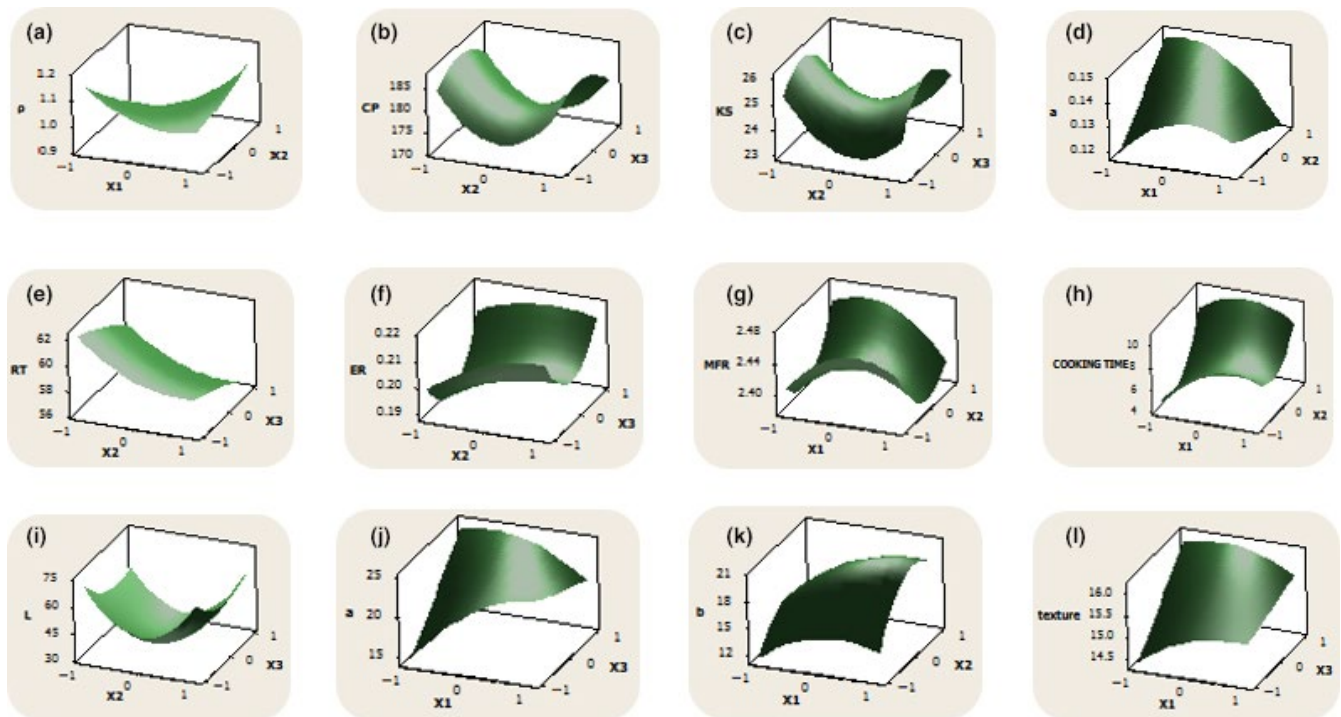 (a)
1.2
1.1
ρ
1.0
0.9
−1
0
X1
1
−1
0
1
X2
(b)
185
CP
180
175
170
−1
0
X2
1
−1
0
1
X3
(c)
26
25
KS
24
23
−1
0
X2
1
−1
0
1
X3
(d)
0.15
0.14
a
0.13
0.12
−1
0
X1
1
−1
0
1
X2
(e)
62
60
RT
58
56
−1
0
X2
1
−1
0
1
X3
(f)
0.22
0.21
ER
0.20
0.19
−1
0
X2
1
−1
0
1
X3
(g)
2.48
2.44
MFR
2.40
−1
0
X1
1
−1
0
1
X2
(h)
10
COOKING TIME 8
6
4
−1
0
X1
1
−1
0
1
X2
(i)
75
60
L
45
30
−1
0
X2
1
−1
0
1
X3
(j)
25
a
20
15
−1
0
X1
1
−1
0
1
X3
(k)
21
18
b
15
12
−1
0
X1
1
−1
0
1
X2
(l)
16.0
15.5
texture
15.0
14.5
−1
0
X1
1
−1
0
1
X3